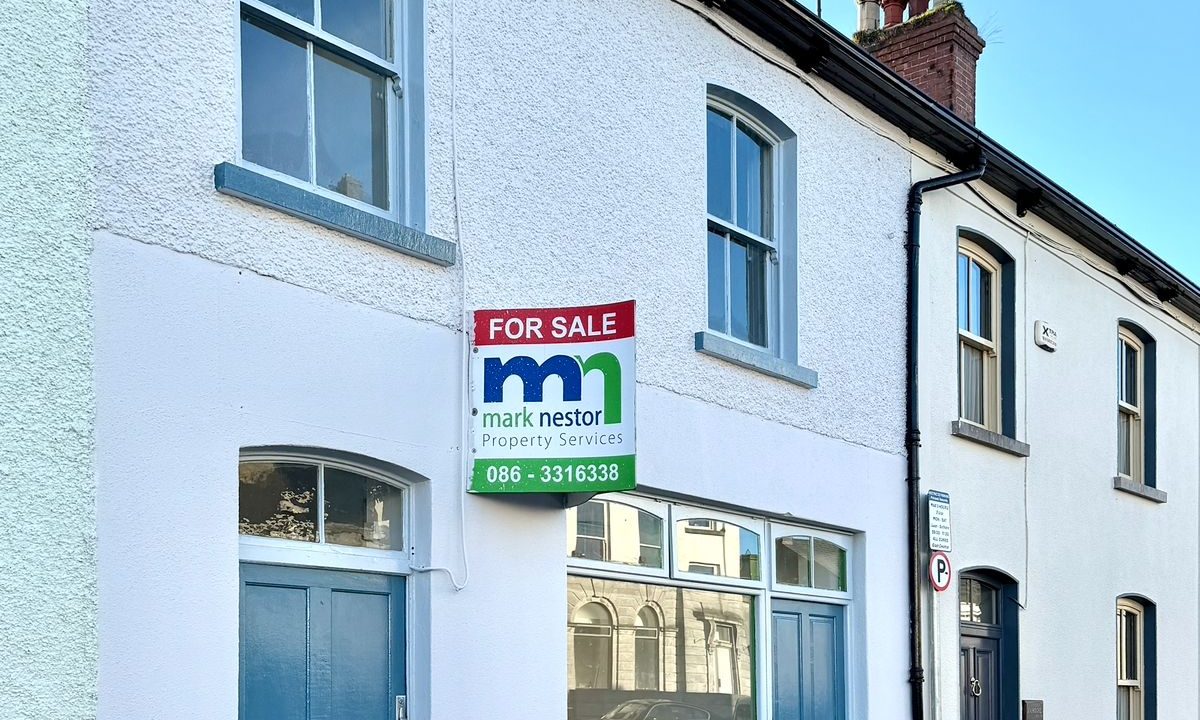 FOR SALE
mn
mark nestor
Property Services
086 - 3316338
P